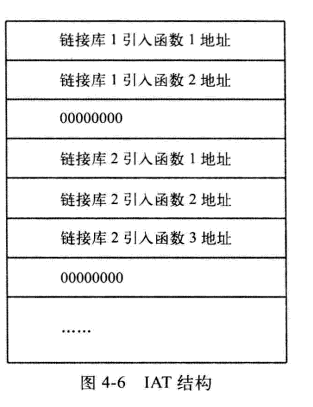 链接库 1 引入函数 1 地址
链接库 1 引入函数 2 地址
00000000
链接库 2 引入函数 1 地址
链接库 2 引入函数 2 地址
链接库 2 引入函数 3 地址
00000000
……
图 4-6 IAT 结构